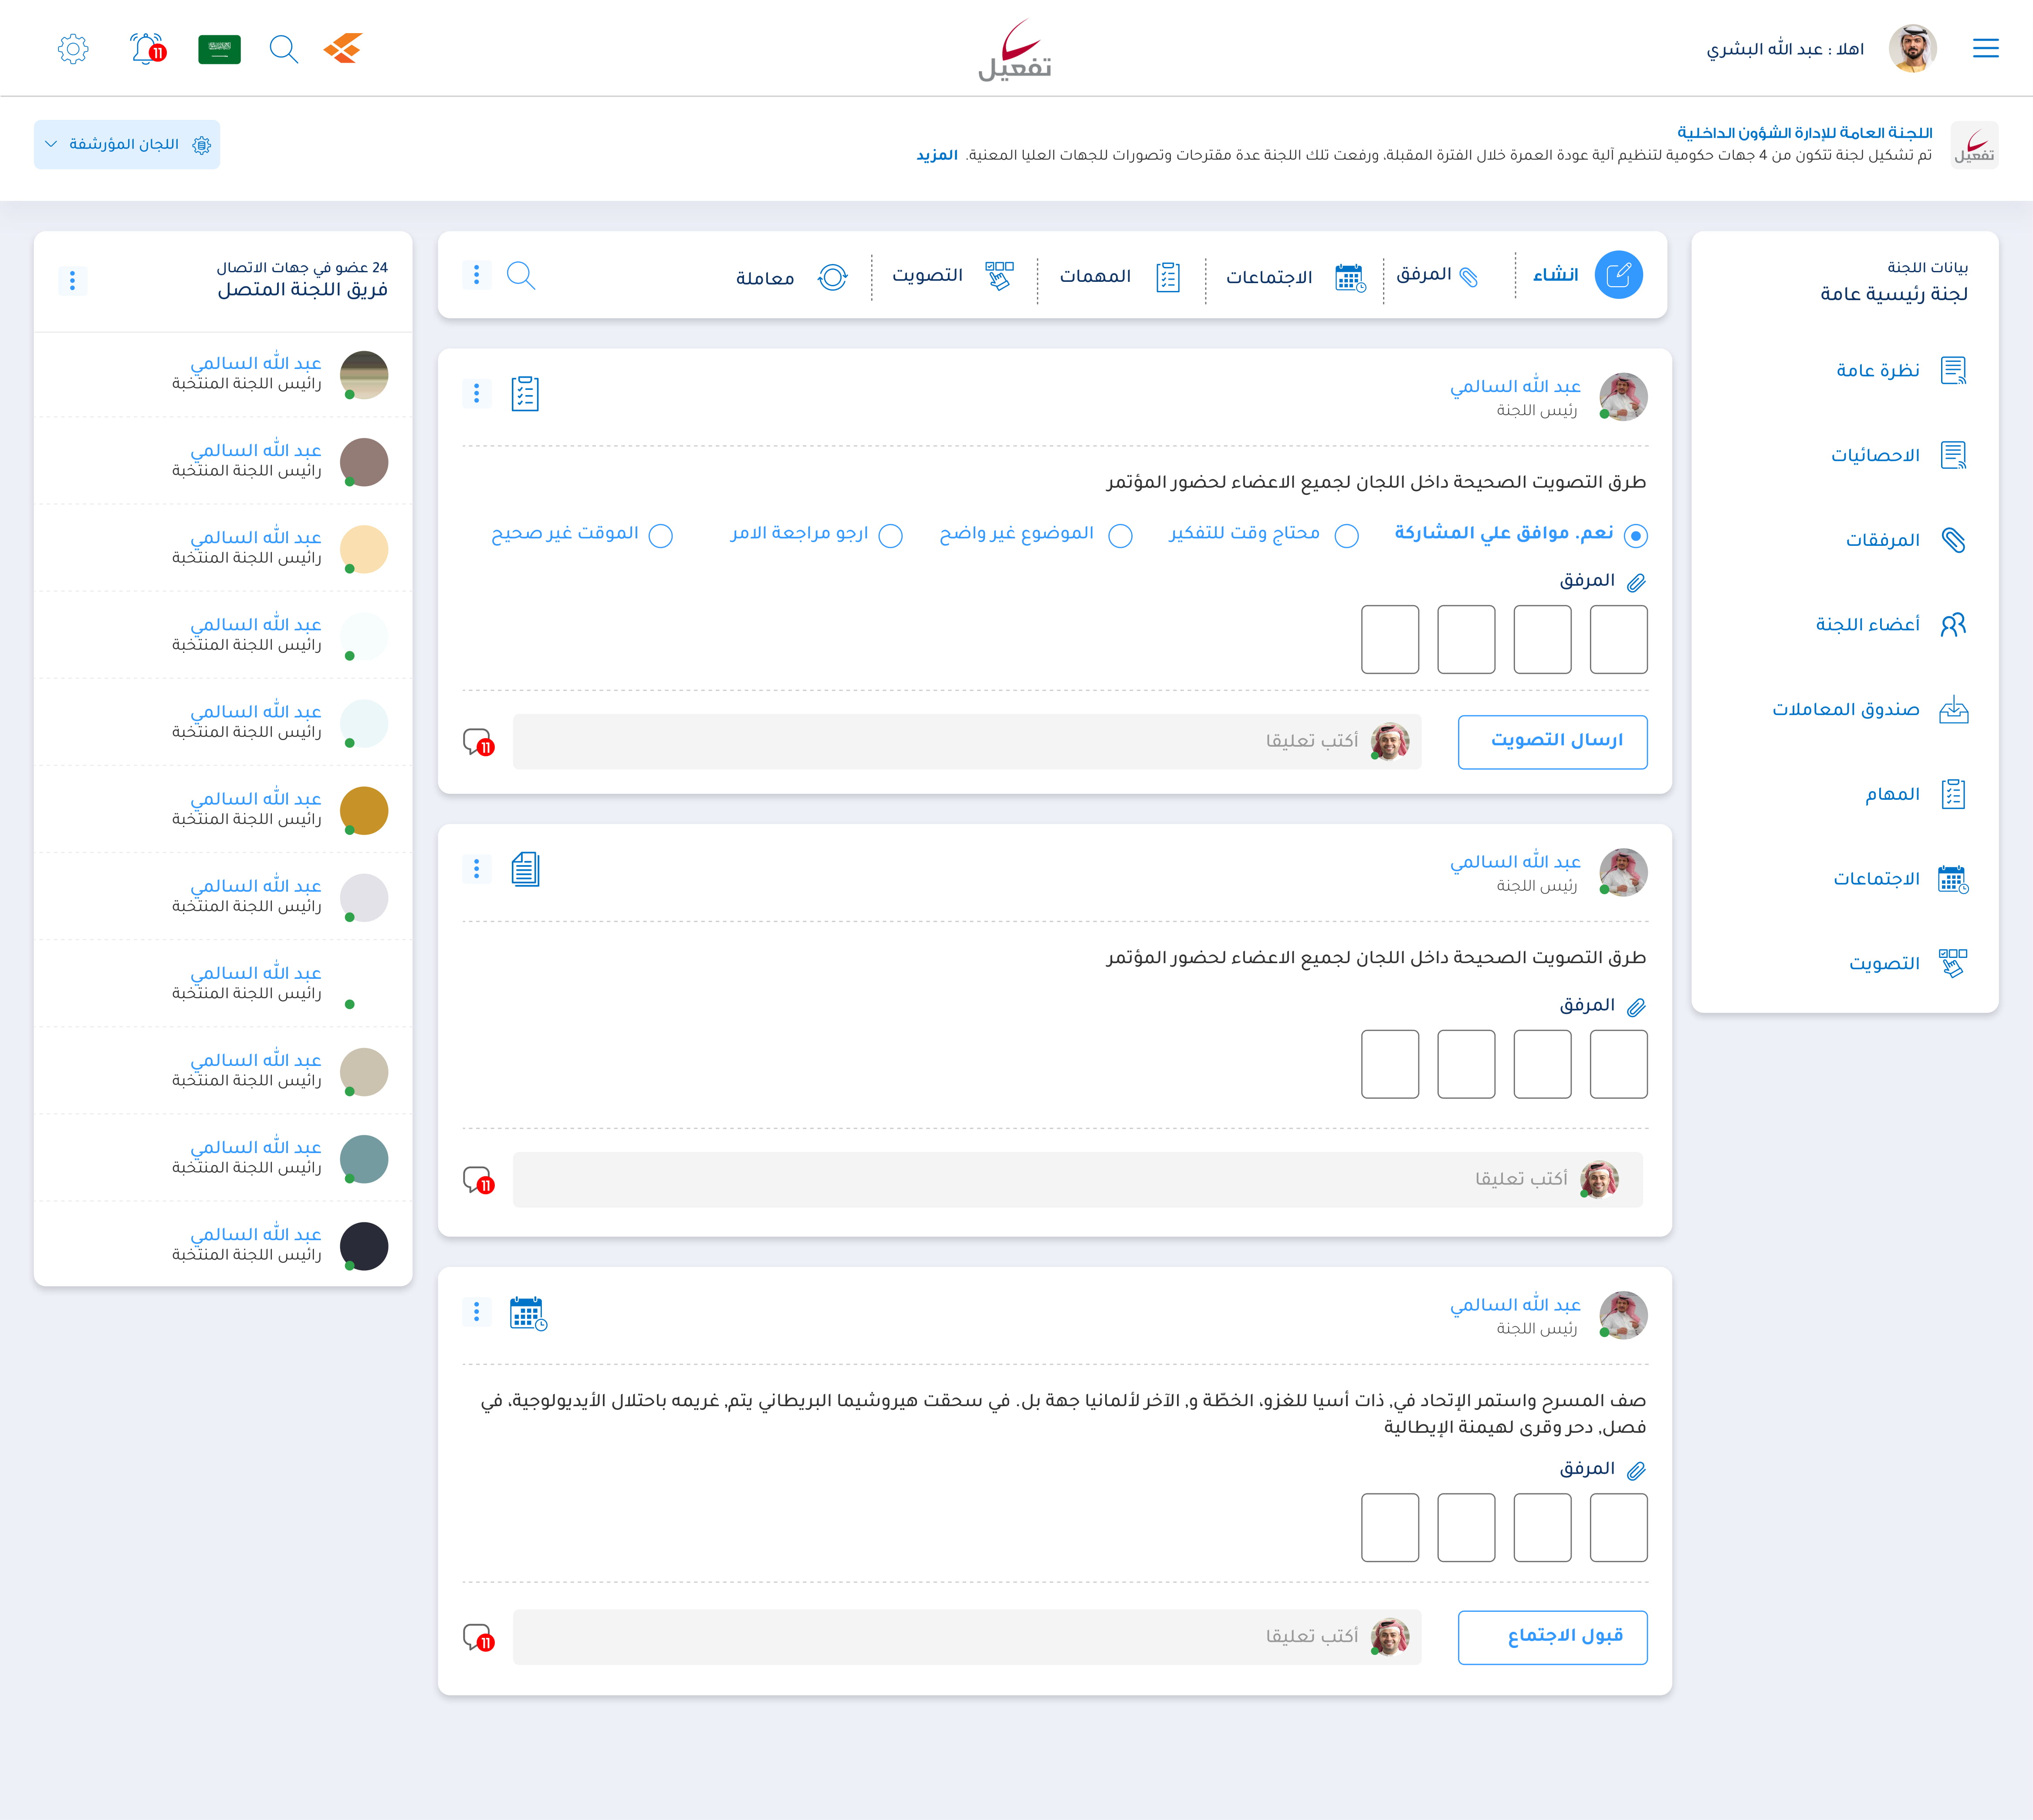 اهلا : عبد الله البشري
تفعيل
11
تفعيل
اللجنة العامة للإدارة الشؤون الداخلية
تم تشكيل لجنة تتكون من 4 جهات حكومية لتنظيم آلية عودة العمرة خلال الفترة المقبلة، ورفعت تلك اللجنة عدة مقترحات وتصورات للجهات العليا المعنية. المزيد
اللجان المؤرشفة
بيانات اللجنة
لجنة رئيسية عامة
نظرة عامة
الاحصائيات
المرفقات
أعضاء اللجنة
صندوق المعاملات
المهام
الاجتماعات
التصويت
انشاء
المرفق
الاجتماعات
المهمات
التصويت
معاملة
عبد الله السالمي
رئيس اللجنة
طرق التصويت الصحيحة داخل اللجان لجميع الاعضاء لحضور المؤتمر
نعم. موافق علي المشاركة
محتاج وقت للتفكير
الموضوع غير واضح
ارجو مراجعة الامر
الموقت غير صحيح
المرفق
ارسال التصويت
أكتب تعليقا
11
عبد الله السالمي
رئيس اللجنة
طرق التصويت الصحيحة داخل اللجان لجميع الاعضاء لحضور المؤتمر
المرفق
أكتب تعليقا
11
عبد الله السالمي
رئيس اللجنة
صف المسرح واستمر الإتحاد في, ذات أسيا للغزو، الخطّة و, الآخر لألمانيا جهة بل. في سحقت هيروشيما البريطاني يتم, غريمه باحتلال الأيديولوجية، في
فصل, دحر وقرى لهيمنة الإيطالية
المرفق
قبول الاجتماع
أكتب تعليقا
11
24 عضو في جهات الاتصال
فريق اللجنة المتصل
عبد الله السالمي
رائيس اللجنة المنتخبة
عبد الله السالمي
رائيس اللجنة المنتخبة
عبد الله السالمي
رائيس اللجنة المنتخبة
عبد الله السالمي
رائيس اللجنة المنتخبة
عبد الله السالمي
رائيس اللجنة المنتخبة
عبد الله السالمي
رائيس اللجنة المنتخبة
عبد الله السالمي
رائيس اللجنة المنتخبة
عبد الله السالمي
رائيس اللجنة المنتخبة
عبد الله السالمي
رائيس اللجنة المنتخبة
عبد الله السالمي
رائيس اللجنة المنتخبة
عبد الله السالمي
رائيس اللجنة المنتخبة